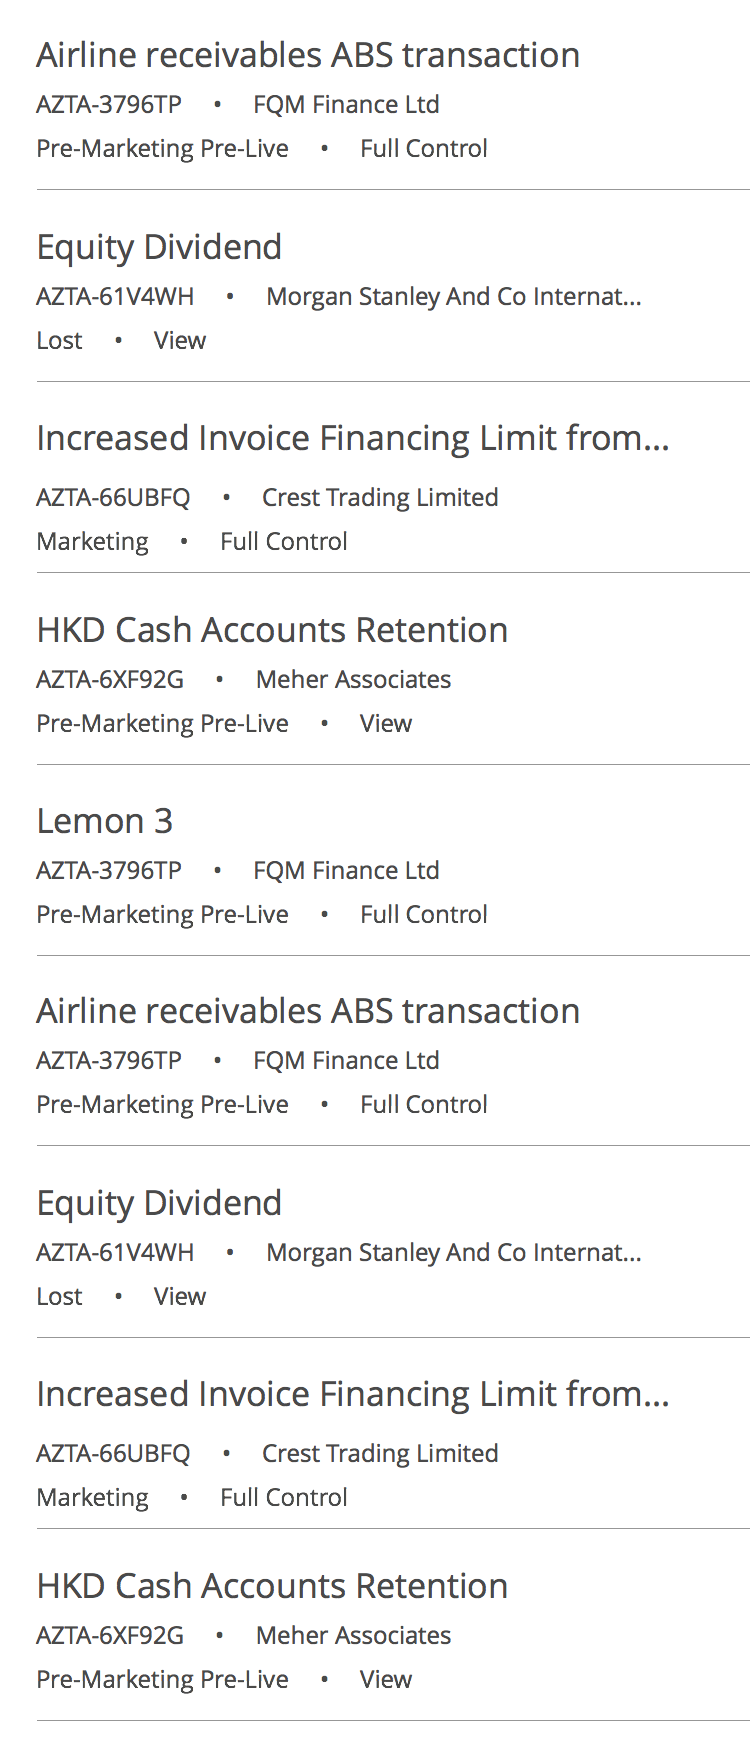 Airline receivables ABS transaction
AZTA-3796TP • FQM Finance Ltd
Pre-Marketing Pre-Live • Full Control
Equity Dividend
AZTA-61V4WH • Morgan Stanley And Co Internat...
Lost • View
Increased Invoice Financing Limit from...
AZTA-66UBFQ • Crest Trading Limited
Marketing • Full Control
HKD Cash Accounts Retention
AZTA-6XF92G • Meher Associates
Pre-Marketing Pre-Live • View
Lemon 3
AZTA-3796TP • FQM Finance Ltd
Pre-Marketing Pre-Live • Full Control
Airline receivables ABS transaction
AZTA-3796TP • FQM Finance Ltd
Pre-Marketing Pre-Live • Full Control
Equity Dividend
AZTA-61V4WH • Morgan Stanley And Co Internat...
Lost • View
Increased Invoice Financing Limit from...
AZTA-66UBFQ • Crest Trading Limited
Marketing • Full Control
HKD Cash Accounts Retention
AZTA-6XF92G • Meher Associates
Pre-Marketing Pre-Live • View